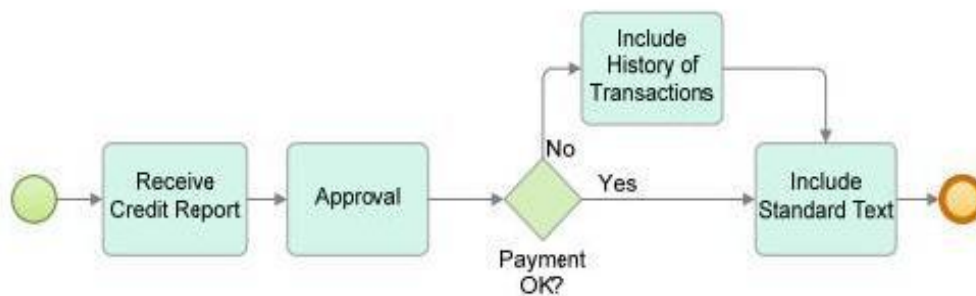 Receive
Credit Report
Approval
Payment
OK?
No
Yes
Include
History of
Transactions
Include
Standard Text